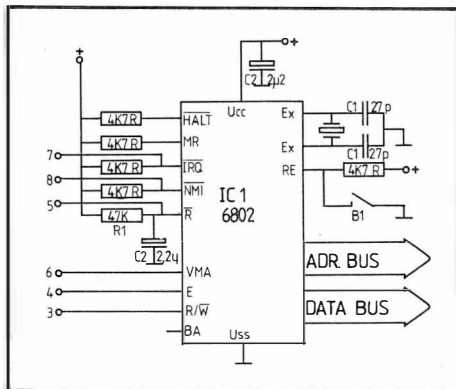 +
+
C2 2µ2
Ucc
4K7R
HALT
Ex
C1 27p
4K7R
MR
7
4K7R
IRQ
Ex
C1 27p
8
4K7R
NMI
RE
4K7R
+
5
47K
R
IC1
6802
B1
R1
C2 2,2µ
ADR. BUS
6
VMA
4
E
DATA BUS
3
R/W
BA
Uss